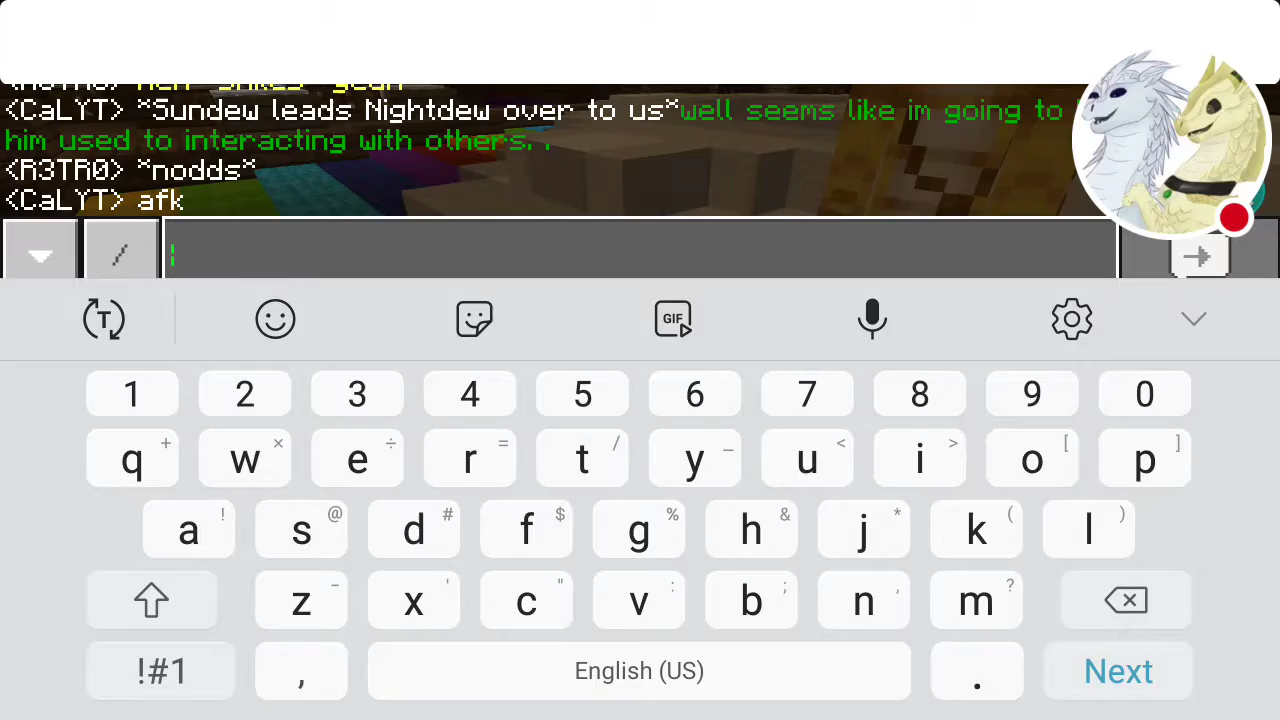 <CaLYT> *Sundew leads Nightdew over to us*well seems like im going to
him used to interacting with others. .
<R3TR0> *nodds*
<CaLYT> afk
/
T
GIF
1 2 3 4 5 6 7 8 9 0
q + w × e ÷ r = t / y _ u < i > o [ p ]
a ! s @ d # f $ g % h & j * k ( l )
z - x ' c " v : b ; n , m ?
!#1 , English (US) . Next